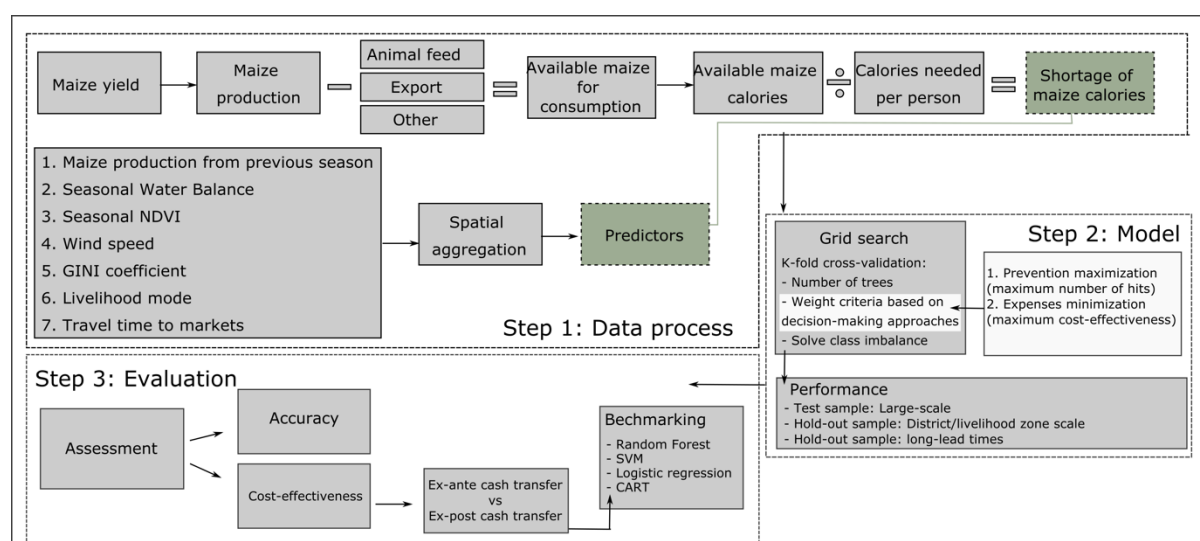 Maize yield
Maize
production
Animal feed
Export
Other
Available maize
for
consumption
Available maize
calories
Calories needed
per person
Shortage of
maize calories
1. Maize production from previous season
2. Seasonal Water Balance
3. Seasonal NDVI
4. Wind speed
5. GINI coefficient
6. Livelihood mode
7. Travel time to markets
Spatial
aggregation
Predictors
Step 1: Data process
Step 2: Model
Grid search
K-fold cross-validation:
- Number of trees
- Weight criteria based on
decision-making approaches
- Solve class imbalance
1. Prevention maximization
(maximum number of hits)
2. Expenses minimization
(maximum cost-effectiveness)
Performance
- Test sample: Large-scale
- Hold-out sample: District/livelihood zone scale
- Hold-out sample: long-lead times
Step 3: Evaluation
Assessment
Accuracy
Cost-effectiveness
Ex-ante cash transfer
vs
Ex-post cash transfer
Bechmarking
- Random Forest
- SVM
- Logistic regression
- CART